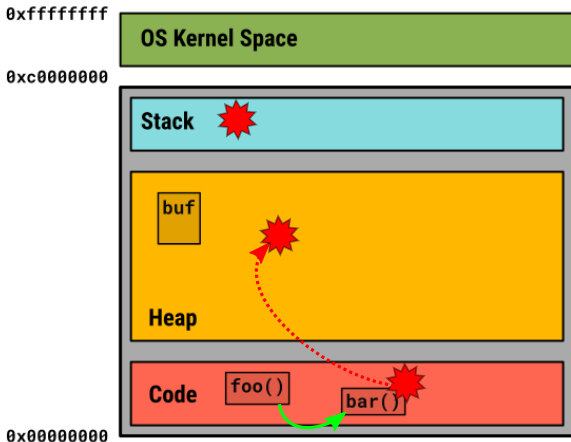 0xffffffff
OS Kernel Space
0xc0000000
Stack
buf
Heap
Code
foo()
bar()
0x00000000